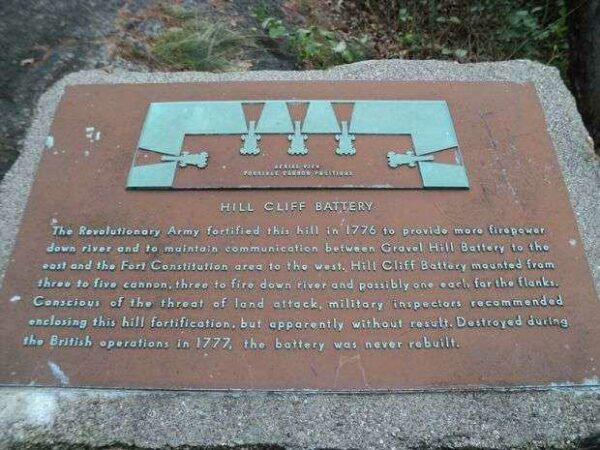 AERIAL VIEW
POSSIBLE CANNON POSITIONS
HILL CLIFF BATTERY
The Revolutionary Army fortified this hill in 1776 to provide more firepower
down river and to maintain communication between Gravel Hill Battery to the
east and the Fort Constitution area to the west. Hill Cliff Battery mounted from
three to five cannon, three to fire down river and possibly one each for the flanks.
Conscious of the threat of land attack, military inspectors recommended
enclosing this hill fortification, but apparently without result. Destroyed during
the British operations in 1777, the battery was never rebuilt.